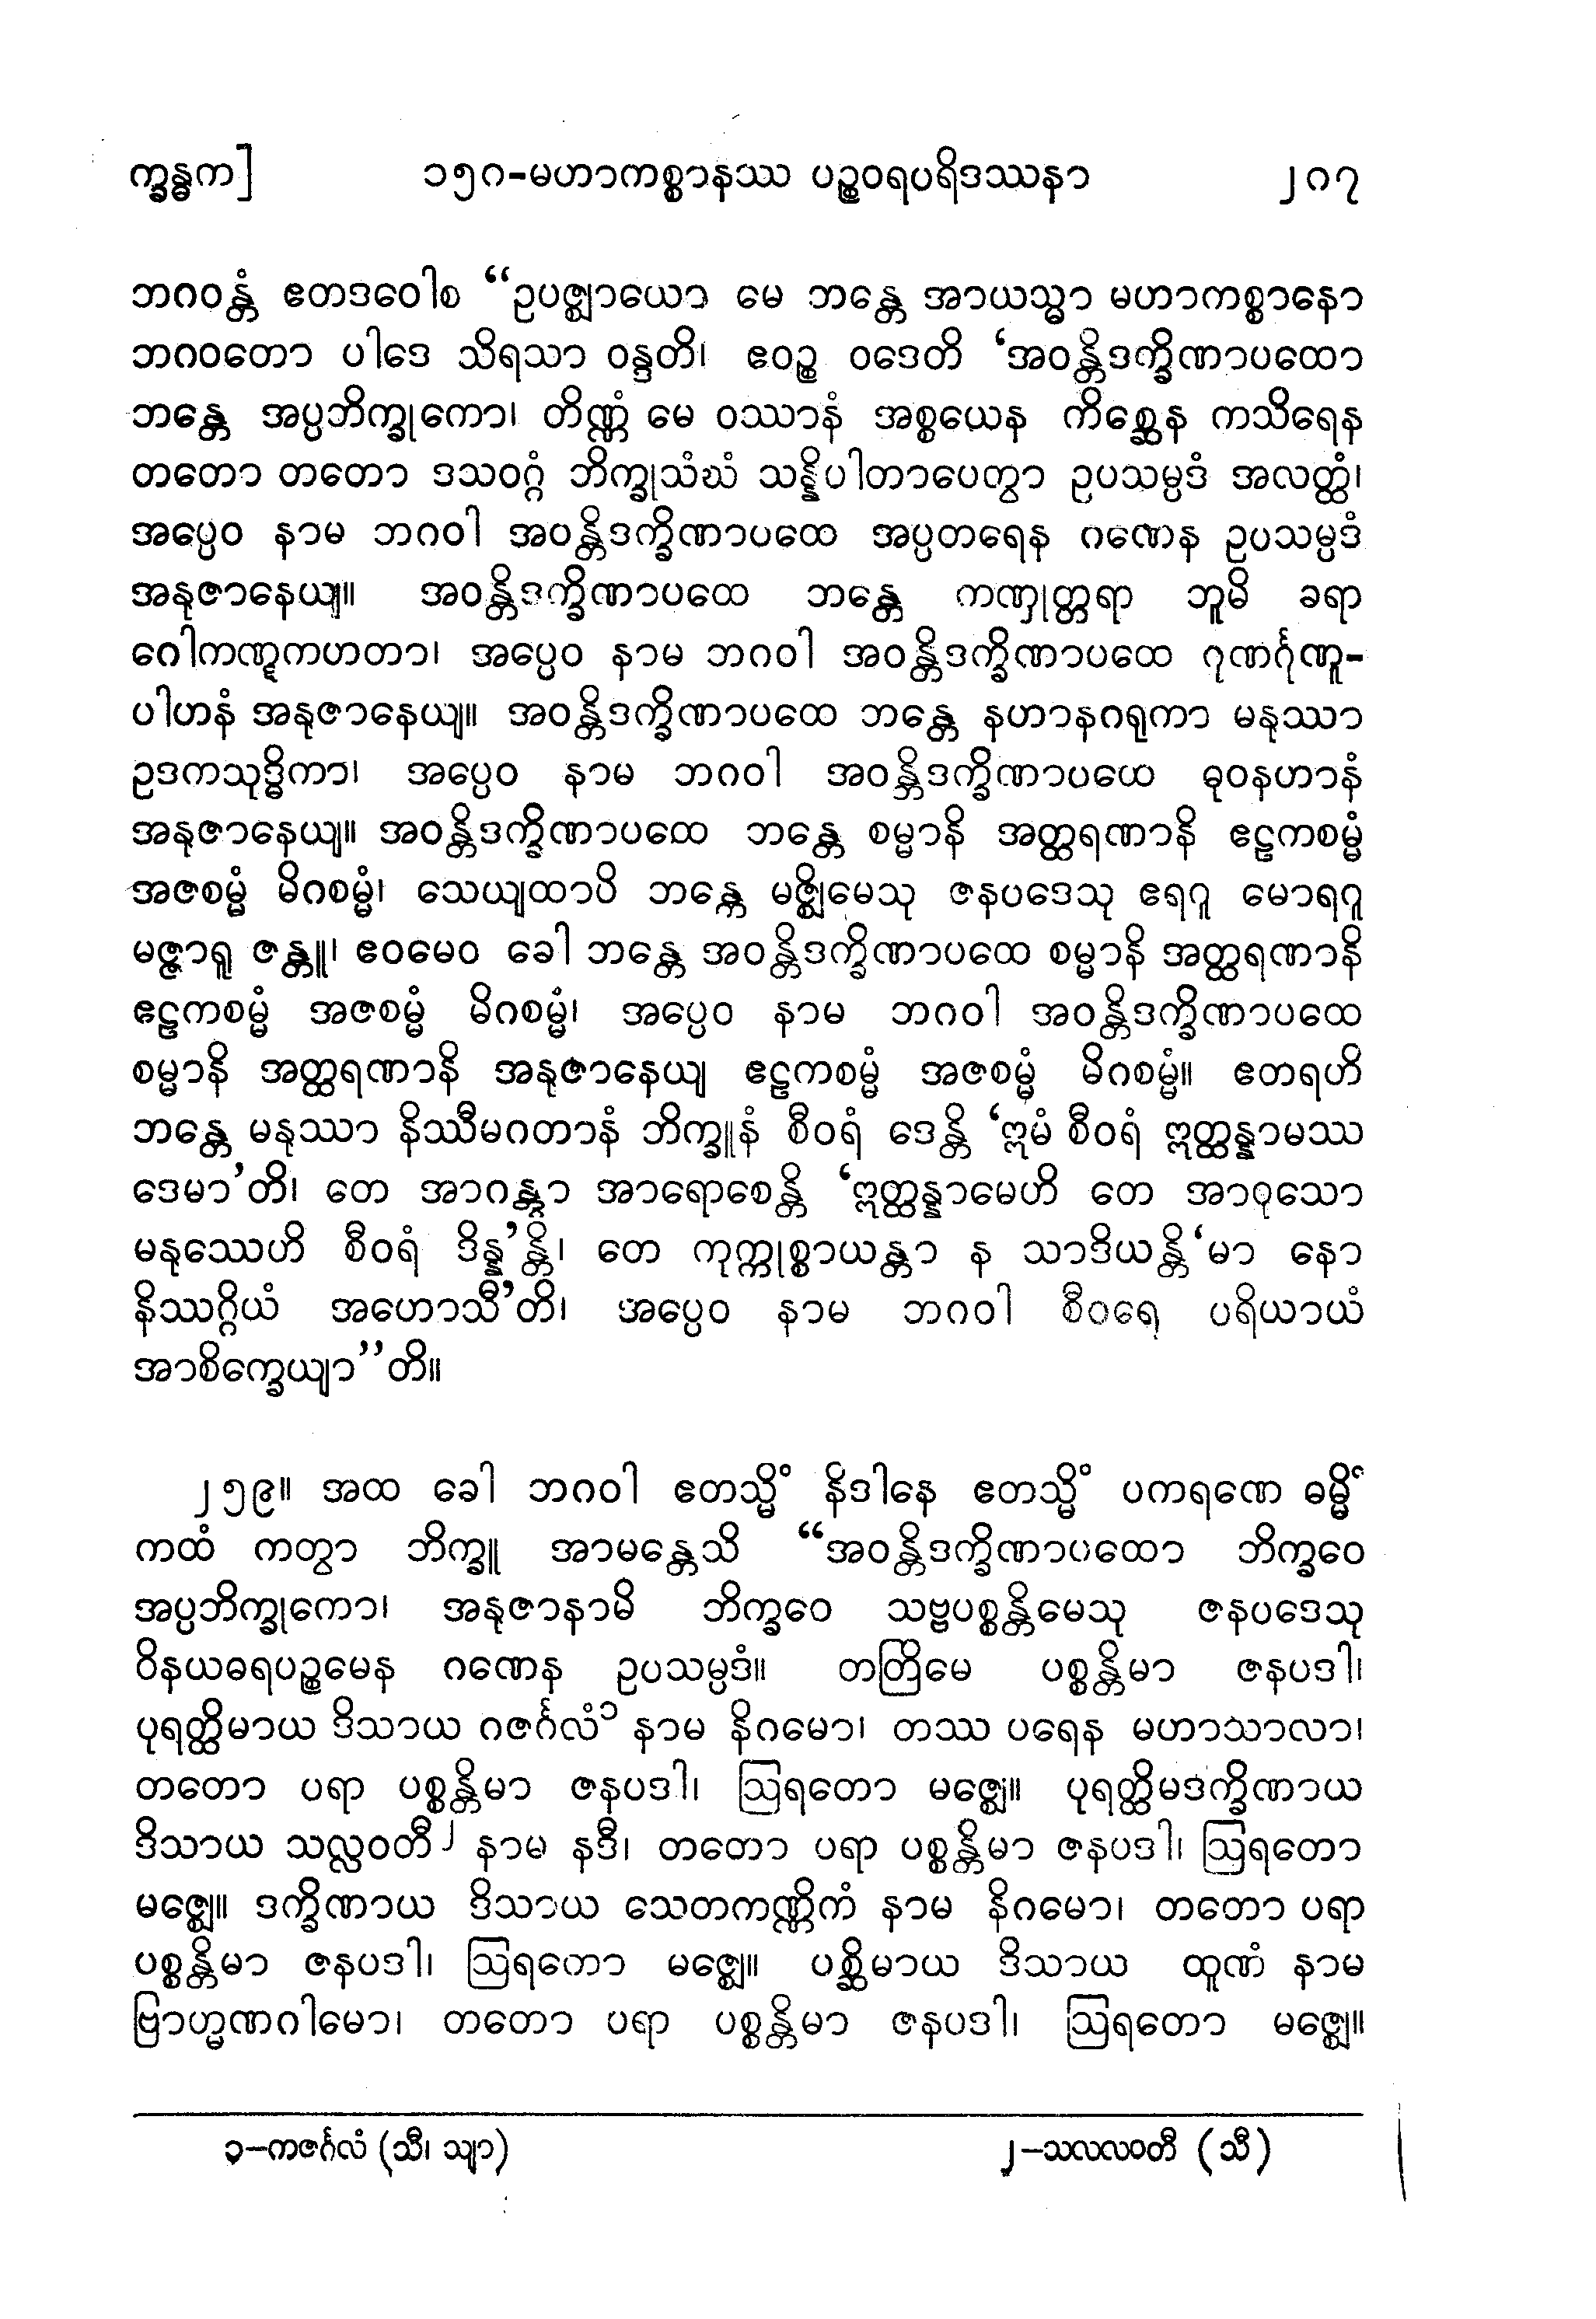 က္ခန္ဓက]  ၁၅၈-မဟာကစ္စာနဿ ပဉ္စဝရပရိဒဿနာ  ၂၈၇
ဘဂဝန္တံ ဧတဒဝေါစ “ဥပဇ္ဈာယော မေ ဘန္တေ အာယသ္မာ မဟာကစ္စာနော
ဘဂဝတော ပါဒေ သိရသာ ဝန္ဒတိ၊ ဧဝဉ္စ ဝဒေတိ ‘အဝန္တိဒက္ခိဏာပထော
ဘန္တေ အပ္ပဘိက္ခုကော၊ တိဏ္ဏံ မေ ဝဿာနံ အစ္စယေန ကိစ္ဆေန ကသိရေန
တတော တတော ဒသဝဂ္ဂံ ဘိက္ခုသံဃံ သန္နိပါတာပေတွာ ဥပသမ္ပဒံ အလတ္ထံ၊
အပ္ပေဝ နာမ ဘဂဝါ အဝန္တိဒက္ခိဏာပထေ အပ္ပတရေန ဂဏေန ဥပသမ္ပဒံ
အနုဇာနေယျ။ အဝန္တိဒက္ခိဏာပထေ ဘန္တေ ကဏှုတ္တရာ ဘူမိ ခရာ
ဂေါကဏ္ဋကဟတာ၊ အပ္ပေဝ နာမ ဘဂဝါ အဝန္တိဒက္ခိဏာပထေ ဂုဏင်္ဂုဏူ-
ပါဟနံ အနုဇာနေယျ။ အဝန္တိဒက္ခိဏာပထေ ဘန္တေ နဟာနဂရုကာ မနုဿာ
ဥဒကသုဒ္ဓိကာ၊ အပ္ပေဝ နာမ ဘဂဝါ အဝန္တိဒက္ခိဏာပထေ ဓုဝနဟာနံ
အနုဇာနေယျ။ အဝန္တိဒက္ခိဏာပထေ ဘန္တေ စမ္မာနိ အတ္ထရဏာနိ ဧဠကစမ္မံ
အဇစမ္မံ မိဂစမ္မံ၊ သေယျထာပိ ဘန္တေ မဇ္ဈိမေသု ဇနပဒေသု ဧရဂူ မောရဂူ
မဇ္ဇာရူ ဇန္တူ၊ ဧဝမေဝ ခေါ ဘန္တေ အဝန္တိဒက္ခိဏာပထေ စမ္မာနိ အတ္ထရဏာနိ
ဧဠကစမ္မံ အဇစမ္မံ မိဂစမ္မံ၊ အပ္ပေဝ နာမ ဘဂဝါ အဝန္တိဒက္ခိဏာပထေ
စမ္မာနိ အတ္ထရဏာနိ အနုဇာနေယျ ဧဠကစမ္မံ အဇစမ္မံ မိဂစမ္မံ။ ဧတရဟိ
ဘန္တေ မနုဿာ နိဿီမဂတာနံ ဘိက္ခူနံ စီဝရံ ဒေန္တိ ‘ဣမံ စီဝရံ ဣတ္ထန္နာမဿ
ဒေမာ’တိ၊ တေ အာဂန္တွာ အာရောစေန္တိ ‘ဣတ္ထန္နာမေဟိ တေ အာဝုသော
မနုဿေဟိ စီဝရံ ဒိန္န’န္တိ၊ တေ ကုက္ကုစ္စာယန္တာ န သာဒိယန္တိ‘မာ နော
နိဿဂ္ဂိယံ အဟောသီ’တိ၊ အပ္ပေဝ နာမ ဘဂဝါ စီဝရေ ပရိယာယံ
အာစိက္ခေယျာ”တိ။
၂၅၉။ အထ ခေါ ဘဂဝါ ဧတသ္မိံ နိဒါနေ ဧတသ္မိံ ပကရဏေ ဓမ္မိံ
ကထံ ကတွာ ဘိက္ခူ အာမန္တေသိ “အဝန္တိဒက္ခိဏာပထော ဘိက္ခဝေ
အပ္ပဘိက္ခုကော၊ အနုဇာနာမိ ဘိက္ခဝေ သဗ္ဗပစ္စန္တိမေသု ဇနပဒေသု
ဝိနယဓရပဉ္စမေန ဂဏေန ဥပသမ္ပဒံ။ တတြိမေ ပစ္စန္တိမာ ဇနပဒါ၊
ပုရတ္ထိမာယ ဒိသာယ ဂဇင်္ဂလံ၁ နာမ နိဂမော၊ တဿ ပရေန မဟာသာလာ၊
တတော ပရာ ပစ္စန္တိမာ ဇနပဒါ၊ ဩရတော မဇ္ဈေ။ ပုရတ္ထိမဒက္ခိဏာယ
ဒိသာယ သလ္လဝတီ၂ နာမ နဒီ၊ တတော ပရာ ပစ္စန္တိမာ ဇနပဒါ၊ ဩရတော
မဇ္ဈေ။ ဒက္ခိဏာယ ဒိသာယ သေတကဏ္ဏိကံ နာမ နိဂမော၊ တတော ပရာ
ပစ္စန္တိမာ ဇနပဒါ၊ ဩရတော မဇ္ဈေ။ ပစ္ဆိမာယ ဒိသာယ ထူဏံ နာမ
ဗြာဟ္မဏဂါမော၊ တတော ပရာ ပစ္စန္တိမာ ဇနပဒါ၊ ဩရတော မဇ္ဈေ။
၁–ကဇင်္ဂလံ (သီ၊ သျာ)  ၂–သလလဝတီ (သီ)